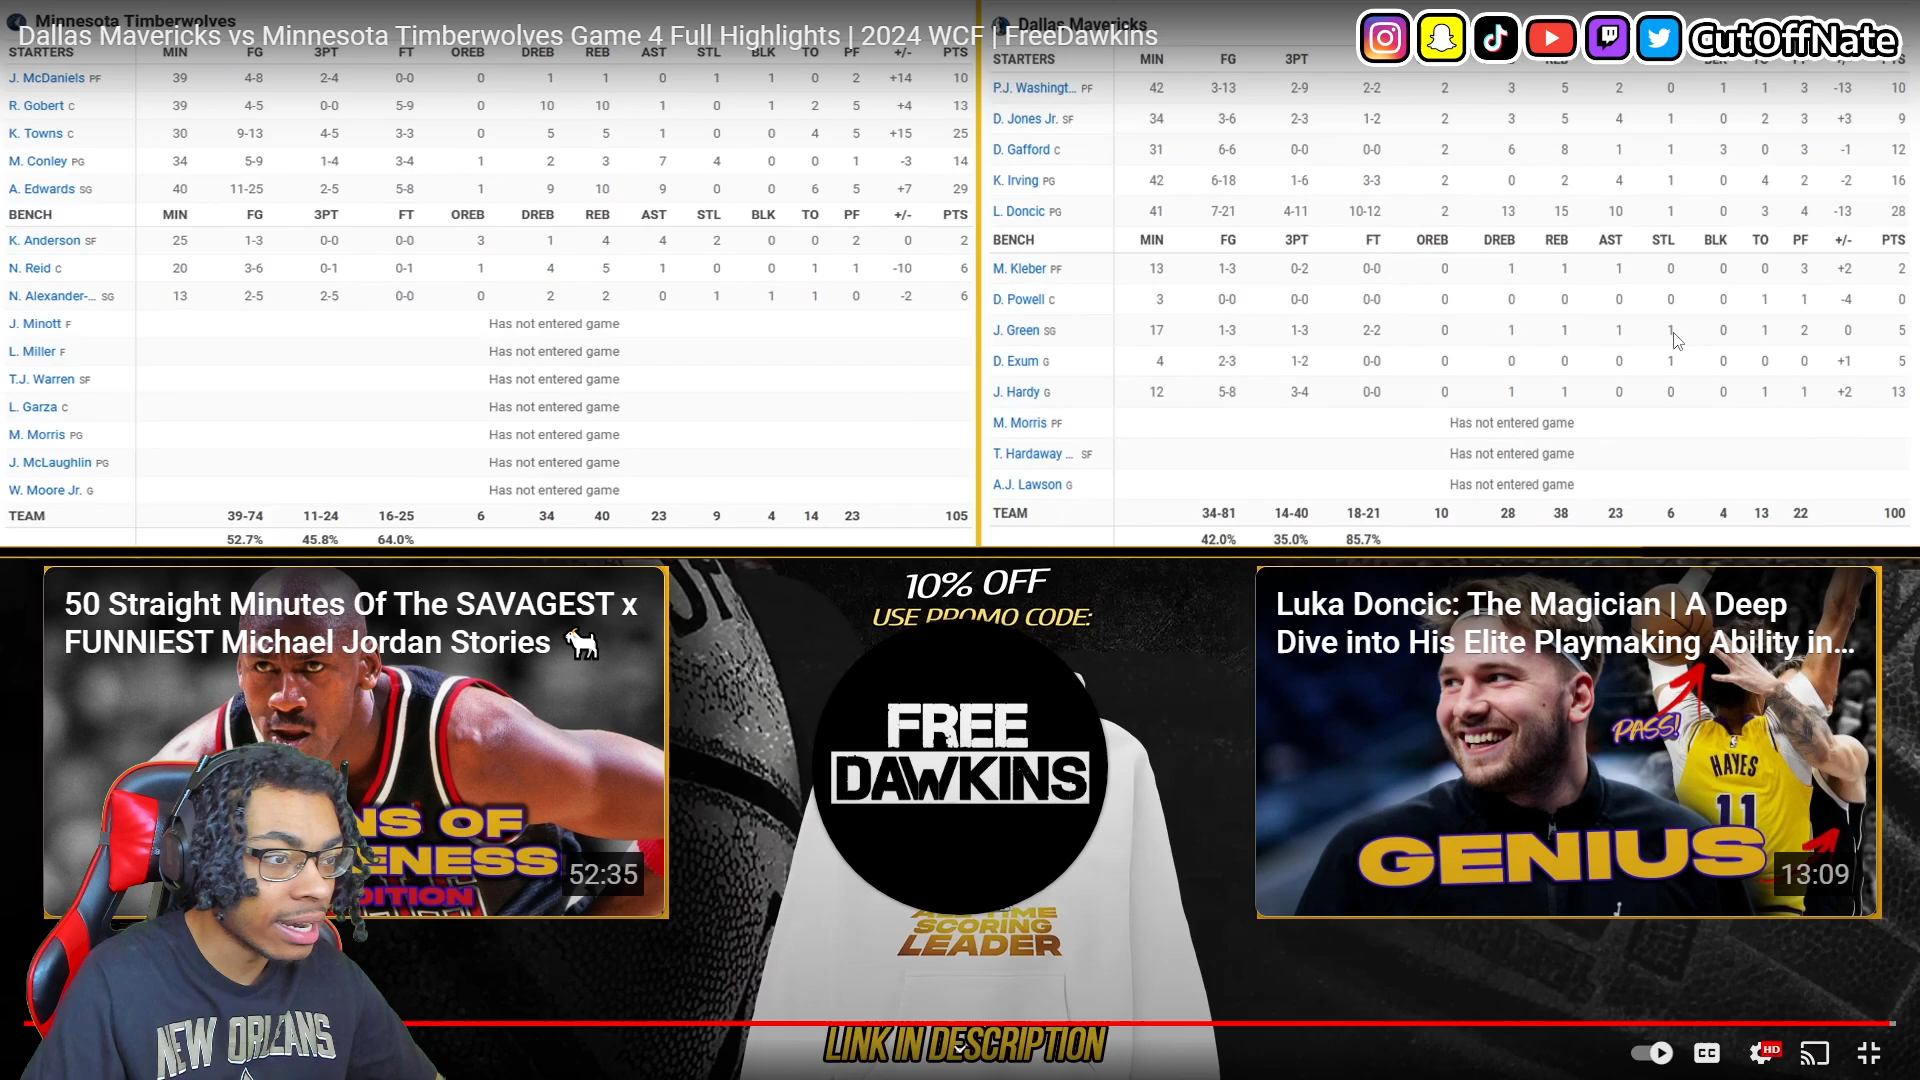 Minnesota Timberwolves
Dallas Mavericks vs Minnesota Timberwolves Game 4 Full Highlights | 2024 WCF | FreeDawkins
STARTERS MIN FG 3PT FT OREB DREB REB AST STL BLK TO PF +/- PTS
J. McDaniels PF 39 4-8 2-4 0-0 0 1 1 0 1 1 0 2 +14 10
R. Gobert C 39 4-5 0-0 5-9 0 10 10 1 0 1 2 5 +4 13
K. Towns C 30 9-13 4-5 3-3 0 5 5 1 0 0 4 5 +15 25
M. Conley PG 34 5-9 1-4 3-4 1 2 3 7 4 0 0 1 -3 14
A. Edwards SG 40 11-25 2-5 5-8 1 9 10 9 0 0 6 5 +7 29
BENCH MIN FG 3PT FT OREB DREB REB AST STL BLK TO PF +/- PTS
K. Anderson SF 25 1-3 0-0 0-0 3 1 4 4 2 0 0 2 0 2
N. Reid C 20 3-6 0-1 0-1 1 4 5 1 0 0 1 1 -10 6
N. Alexander-... SG 13 2-5 2-5 0-0 0 2 2 0 1 1 1 0 -2 6
J. Minott F Has not entered game
L. Miller F Has not entered game
T.J. Warren SF Has not entered game
L. Garza C Has not entered game
M. Morris PG Has not entered game
J. McLaughlin PG Has not entered game
W. Moore Jr. G Has not entered game
TEAM 39-74 11-24 16-25 6 34 40 23 9 4 14 23 105
52.7% 45.8% 64.0%
Dallas Mavericks
CutOffNate
STARTERS MIN FG 3PT
P.J. Washingt... PF 42 3-13 2-9 2-2 2 3 5 2 0 1 1 3 -13 10
D. Jones Jr. SF 34 3-6 2-3 1-2 2 3 5 4 1 0 2 3 +3 9
D. Gafford C 31 6-6 0-0 0-0 2 6 8 1 1 3 0 3 -1 12
K. Irving PG 42 6-18 1-6 3-3 2 0 2 4 1 0 4 2 -2 16
L. Doncic PG 41 7-21 4-11 10-12 2 13 15 10 1 0 3 4 -13 28
BENCH MIN FG 3PT FT OREB DREB REB AST STL BLK TO PF +/- PTS
M. Kleber PF 13 1-3 0-2 0-0 0 1 1 1 0 0 0 3 +2 2
D. Powell C 3 0-0 0-0 0-0 0 0 0 0 0 0 1 1 -4 0
J. Green SG 17 1-3 1-3 2-2 0 1 1 1 1 0 1 2 0 5
D. Exum G 4 2-3 1-2 0-0 0 0 0 0 1 0 0 0 +1 5
J. Hardy G 12 5-8 3-4 0-0 0 1 1 0 0 0 1 1 +2 13
M. Morris PF Has not entered game
T. Hardaway ... SF Has not entered game
A.J. Lawson G Has not entered game
TEAM 34-81 14-40 18-21 10 28 38 23 6 4 13 22 100
42.0% 35.0% 85.7%
50 Straight Minutes Of The SAVAGEST x
FUNNIEST Michael Jordan Stories
NS OF
ENESS
DITION
52:35
10% OFF
USE PROMO CODE:
FREE
DAWKINS
ALL-TIME
SCORING
LEADER
LINK IN DESCRIPTION
Luka Doncic: The Magician | A Deep
Dive into His Elite Playmaking Ability in...
PASS!
HAYES
11
GENIUS
13:09
NEW ORLEANS
CC
HD